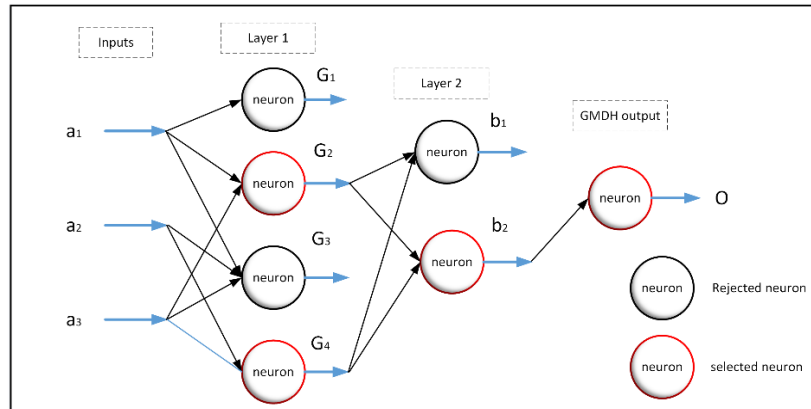 Inputs
Layer 1
Layer 2
GMDH output
a1
a2
a3
neuron
G1
neuron
G2
neuron
G3
neuron
G4
neuron
b1
neuron
b2
neuron
O
neuron
Rejected neuron
neuron
selected neuron